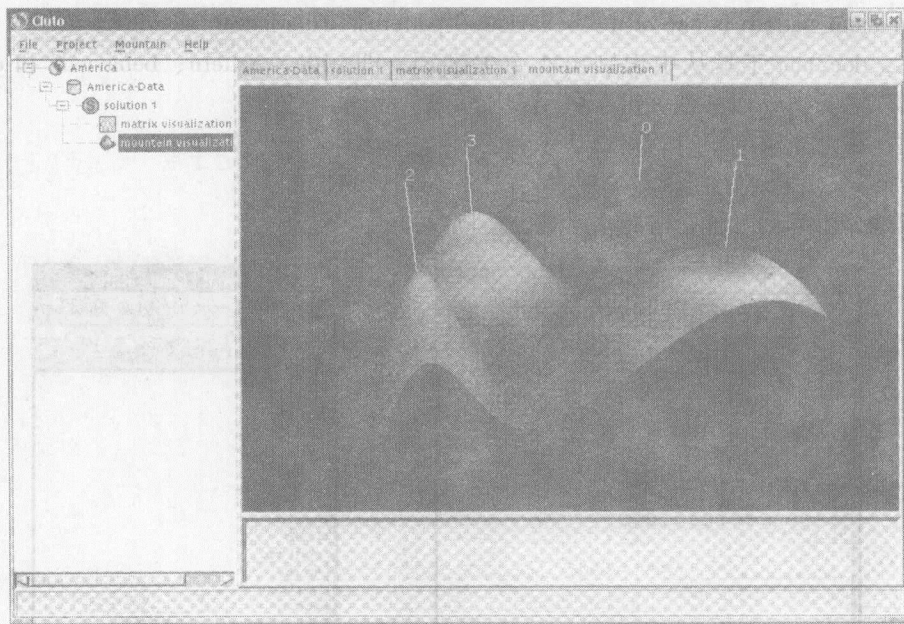 Cluto
File Project Mountain Help
America
America-Data
solution 1
matrix visualization
mountain visualizati
America-Data solution 1 matrix visualization 1 mountain visualization 1
0
3
1
2